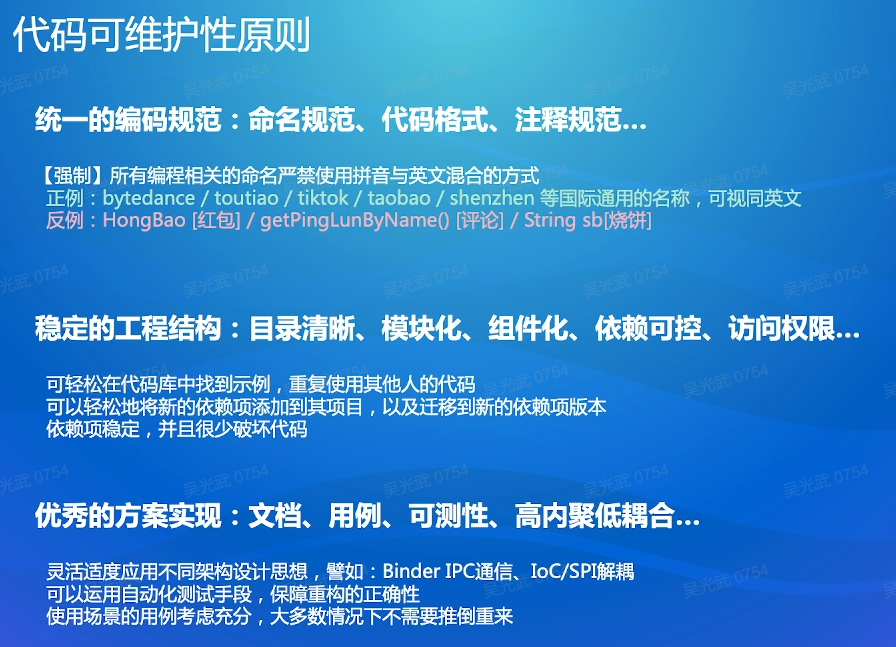 代码可维护性原则
统一的编码规范：命名规范、代码格式、注释规范...
【强制】所有编程相关的命名严禁使用拼音与英文混合的方式
正例：bytedance / toutiao / tiktok / taobao / shenzhen 等国际通用的名称，可视同英文
反例：HongBao [红包] / getPingLunByName() [评论] / String sb[烧饼]
稳定的工程结构：目录清晰、模块化、组件化、依赖可控、访问权限...
可轻松在代码库中找到示例，重复使用其他人的代码
可以轻松地将新的依赖项添加到其项目，以及迁移到新的依赖项版本
依赖项稳定，并且很少破坏代码
优秀的方案实现：文档、用例、可测性、高内聚低耦合...
灵活适度应用不同架构设计思想，譬如：Binder IPC通信、IoC/SPI解耦
可以运用自动化测试手段，保障重构的正确性
使用场景的用例考虑充分，大多数情况下不需要推倒重来
吴光武 0754